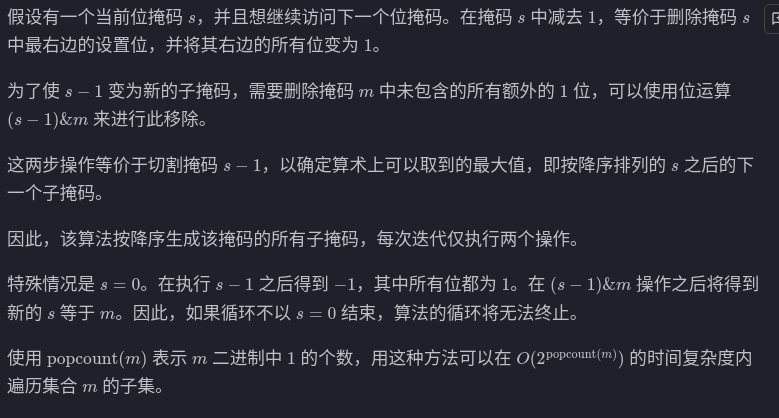 假设有一个当前位掩码 s，并且想继续访问下一个位掩码。在掩码 s 中减去 1，等价于删除掩码 s
中最右边的设置位，并将其右边的所有位变为 1。
为了使 s − 1 变为新的子掩码，需要删除掩码 m 中未包含的所有额外的 1 位，可以使用位运算
(s − 1)&m 来进行此移除。
这两步操作等价于切割掩码 s − 1，以确定算术上可以取到的最大值，即按降序排列的 s 之后的下
一个子掩码。
因此，该算法按降序生成该掩码的所有子掩码，每次迭代仅执行两个操作。
特殊情况是 s = 0。在执行 s − 1 之后得到 −1，其中所有位都为 1。在 (s − 1)&m 操作之后将得到
新的 s 等于 m。因此，如果循环不以 s = 0 结束，算法的循环将无法终止。
使用 popcount(m) 表示 m 二进制中 1 的个数，用这种方法可以在 O(2^popcount(m)) 的时间复杂度内
遍历集合 m 的子集。